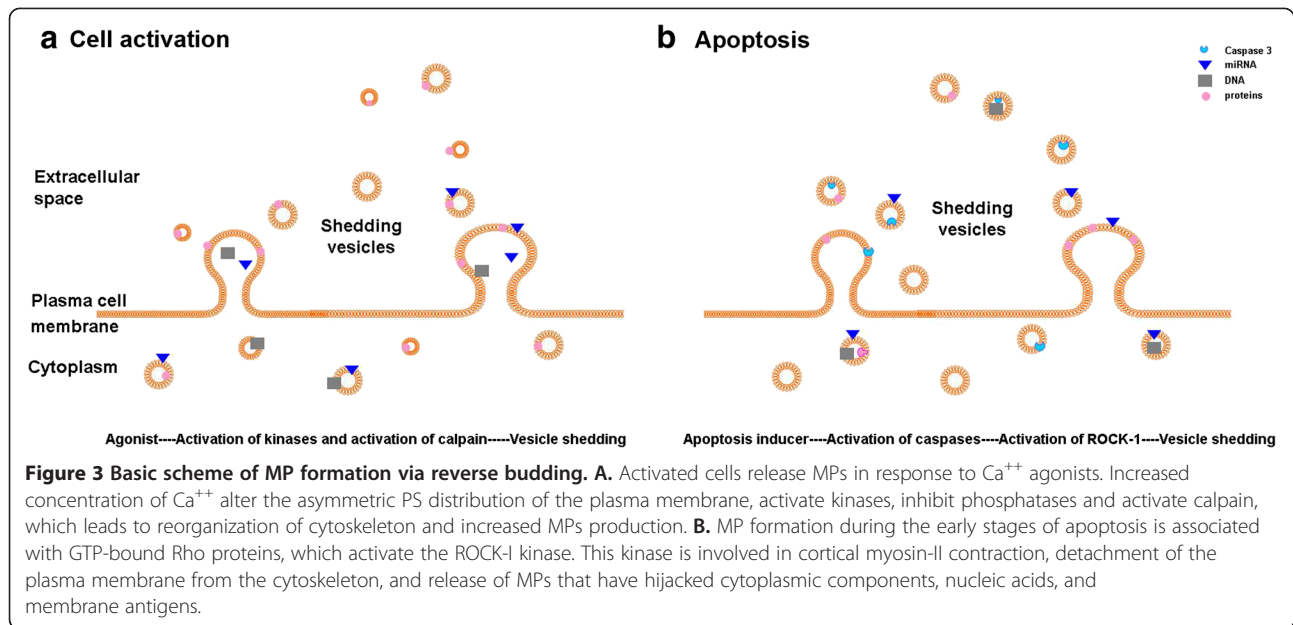 a Cell activation
b Apoptosis
Caspase 3
miRNA
DNA
proteins
Extracellular
space
Shedding
vesicles
Shedding
vesicles
Plasma cell
membrane
Cytoplasm
Agonist----Activation of kinases and activation of calpain-----Vesicle shedding
Apoptosis inducer----Activation of caspases----Activation of ROCK-1----Vesicle shedding
Figure 3 Basic scheme of MP formation via reverse budding. A. Activated cells release MPs in response to Ca++ agonists. Increased
concentration of Ca++ alter the asymmetric PS distribution of the plasma membrane, activate kinases, inhibit phosphatases and activate calpain,
which leads to reorganization of cytoskeleton and increased MPs production. B. MP formation during the early stages of apoptosis is associated
with GTP-bound Rho proteins, which activate the ROCK-I kinase. This kinase is involved in cortical myosin-II contraction, detachment of the
plasma membrane from the cytoskeleton, and release of MPs that have hijacked cytoplasmic components, nucleic acids, and
membrane antigens.